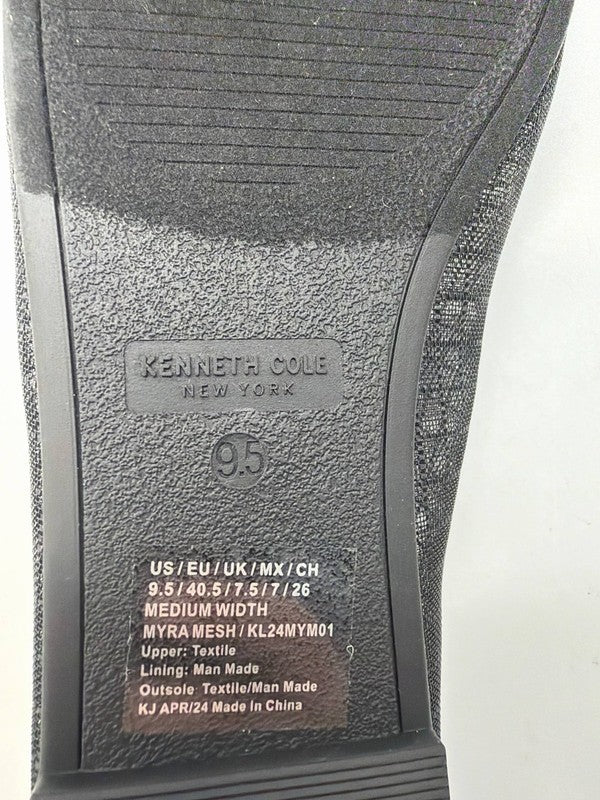 KENNETH COLE
NEW YORK
9.5
US / EU / UK / MX / CH
9.5 / 40.5 / 7.5 / 7 / 26
MEDIUM WIDTH
MYRA MESH / KL24MYM01
Upper: Textile
Lining: Man Made
Outsole Textile/Man Made
KJ APR/24 Made In China